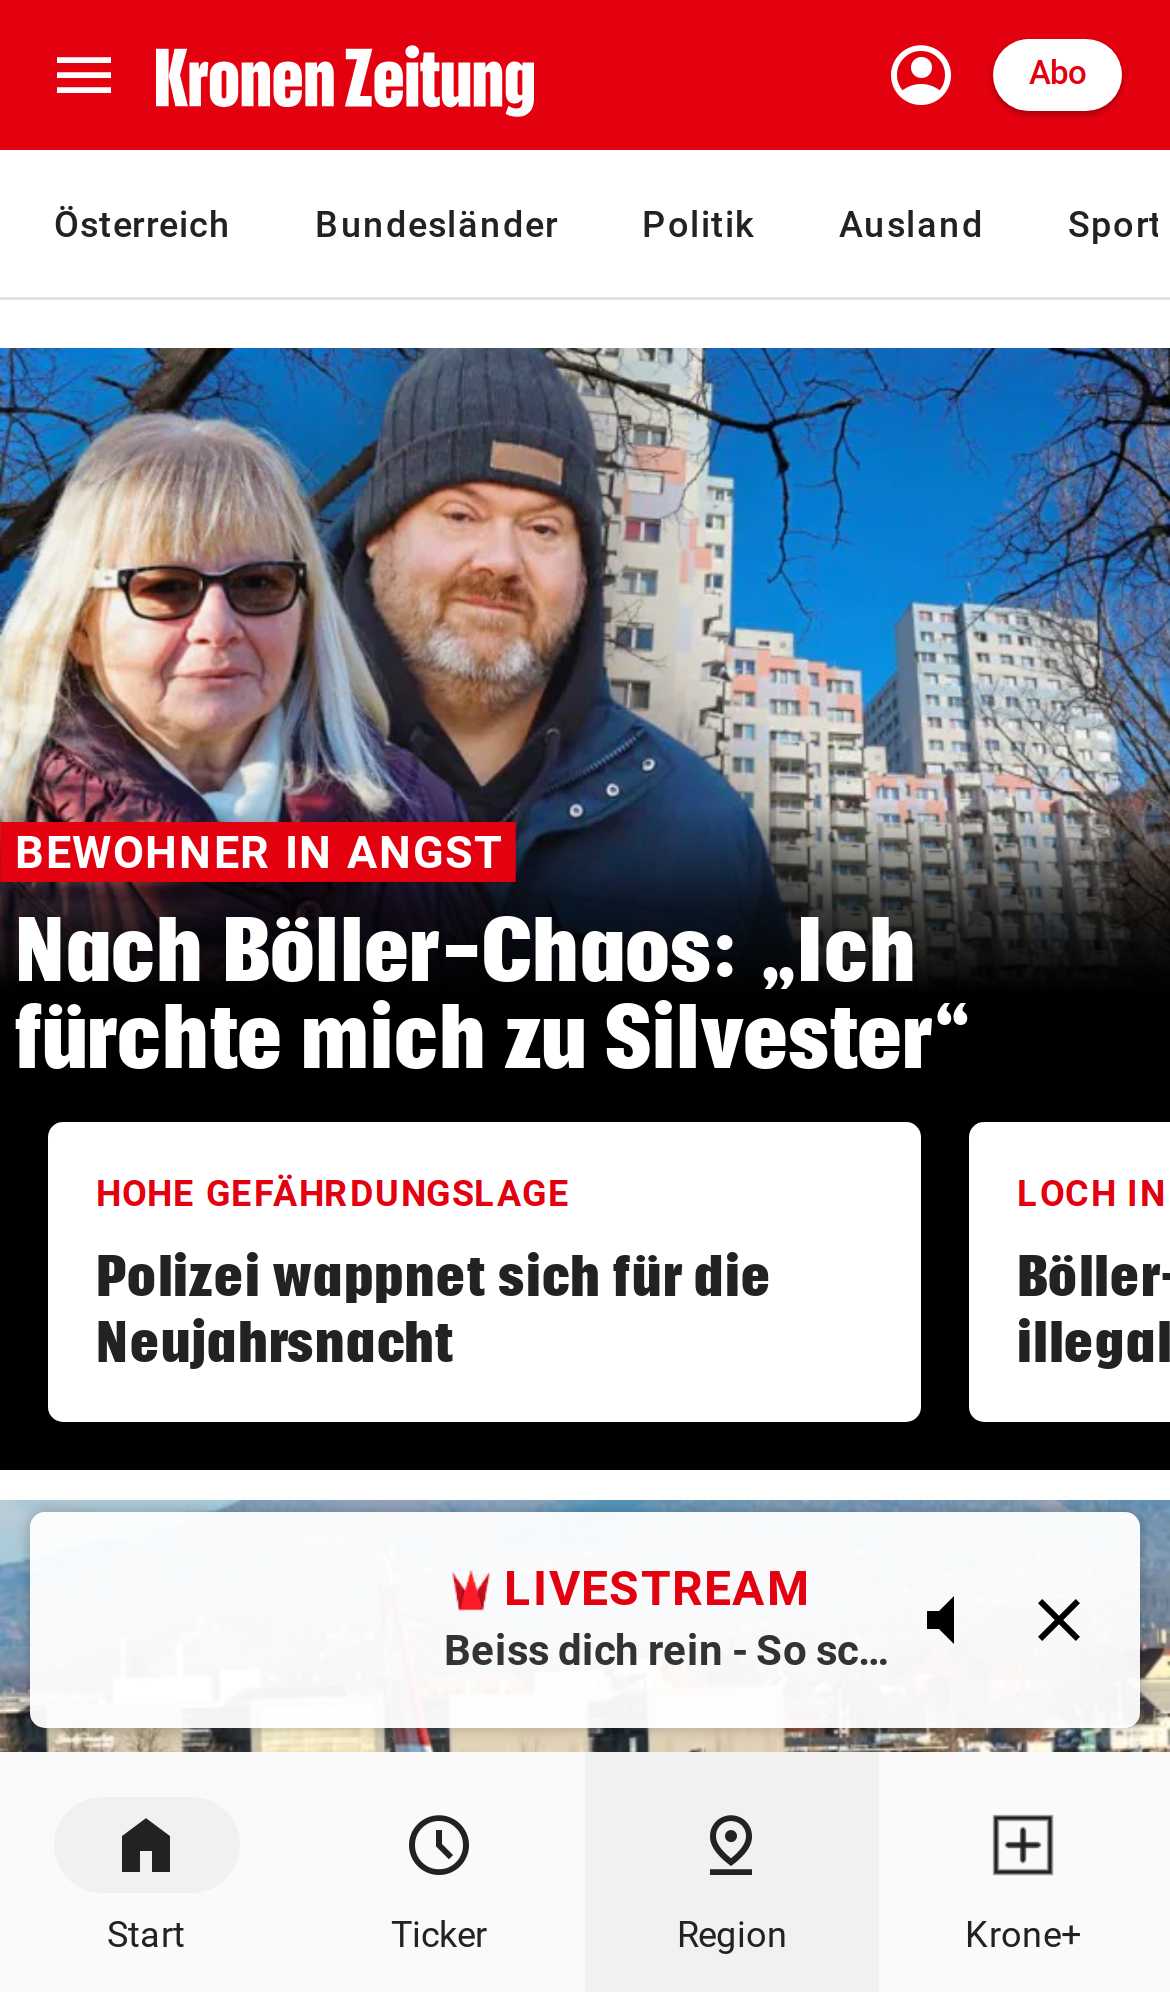 Kronen Zeitung
Abo
Österreich Bundesländer Politik Ausland Sport
BEWOHNER IN ANGST
Nach Böller-Chaos: „Ich
fürchte mich zu Silvester“
HOHE GEFÄHRDUNGSLAGE
Polizei wappnet sich für die
Neujahrsnacht
LOCH IN
Böller-
illegal
LIVESTREAM
Beiss dich rein - So sc...
Start Ticker Region Krone+